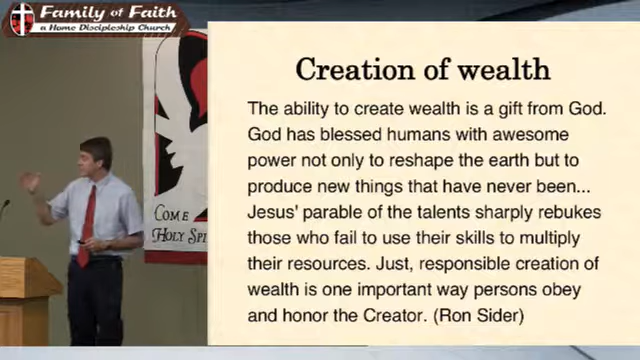 Family of Faith
a Home Discipleship Church
Creation of wealth
The ability to create wealth is a gift from God.
God has blessed humans with awesome
power not only to reshape the earth but to
produce new things that have never been...
Jesus' parable of the talents sharply rebukes
those who fail to use their skills to multiply
their resources. Just, responsible creation of
wealth is one important way persons obey
and honor the Creator. (Ron Sider)
COME
HOLY SPI